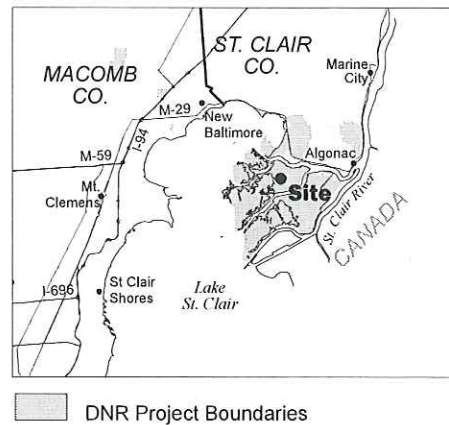 ST. CLAIR
CO.
MACOMB
CO.
Marine
City
M-29
New
Baltimore
I-94
M-59
Algonac
Mt.
Clemens
Site
St. Clair River
CANADA
I-696
St Clair
Shores
Lake
St. Clair
DNR Project Boundaries